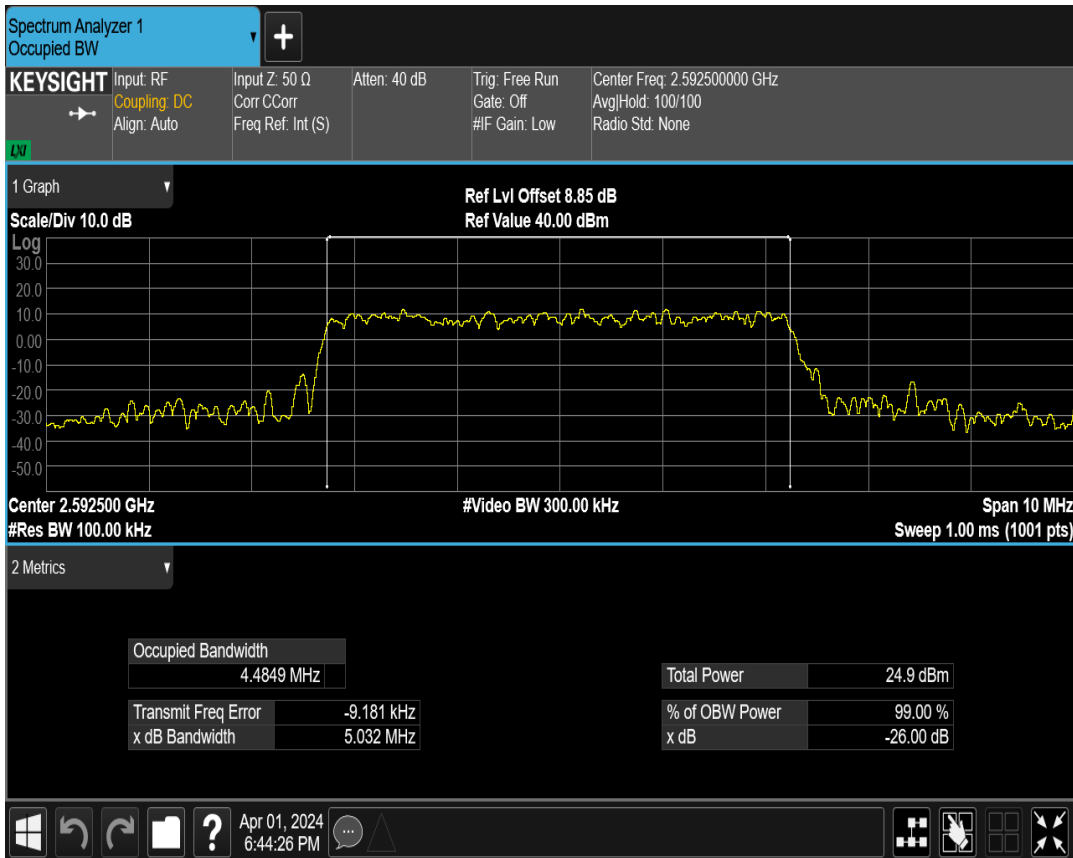 Spectrum Analyzer 1
Occupied BW
+
KEYSIGHT
LXI
Input: RF
Coupling: DC
Align: Auto
Input Z: 50 Ω
Corr CCorr
Freq Ref: Int (S)
Atten: 40 dB
Trig: Free Run
Gate: Off
#IF Gain: Low
Center Freq: 2.592500000 GHz
Avg|Hold: 100/100
Radio Std: None
1 Graph
Scale/Div 10.0 dB
Ref Lvl Offset 8.85 dB
Ref Value 40.00 dBm
Log
30.0
20.0
10.0
0.00
-10.0
-20.0
-30.0
-40.0
-50.0
Center 2.592500 GHz
#Res BW 100.00 kHz
#Video BW 300.00 kHz
Span 10 MHz
Sweep 1.00 ms (1001 pts)
2 Metrics
Occupied Bandwidth
4.4849 MHz
Transmit Freq Error -9.181 kHz
x dB Bandwidth 5.032 MHz
Total Power 24.9 dBm
% of OBW Power 99.00 %
x dB -26.00 dB
?
Apr 01, 2024
6:44:26 PM